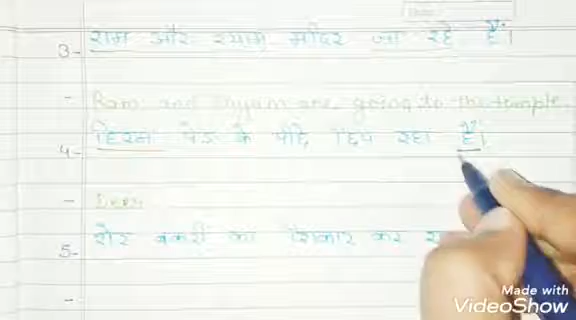 3- राम और श्याम मंदिर जा रहे हैं।
- Ram and Shyam are going to the temple.
4- हिरन पेड़ के पीछे छिप रहा है।
- Deer
5- शेर बकरी का शिकार कर
-
Made with
VideoShow